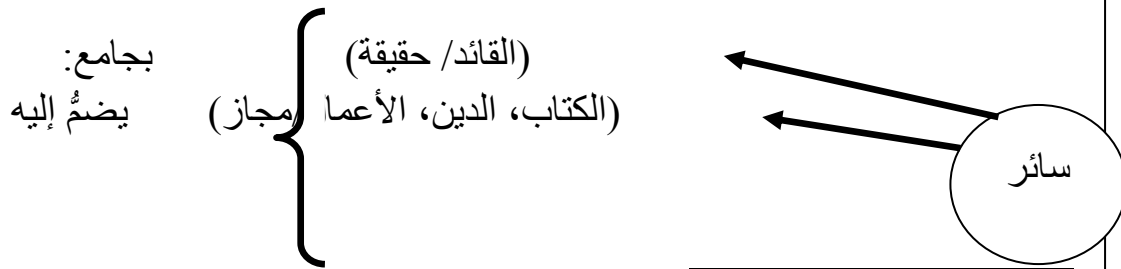 (القائد/ حقيقة) بجامع:
(الكتاب، الدين، الأعما /مجاز) يضمُّ إليه
سائر